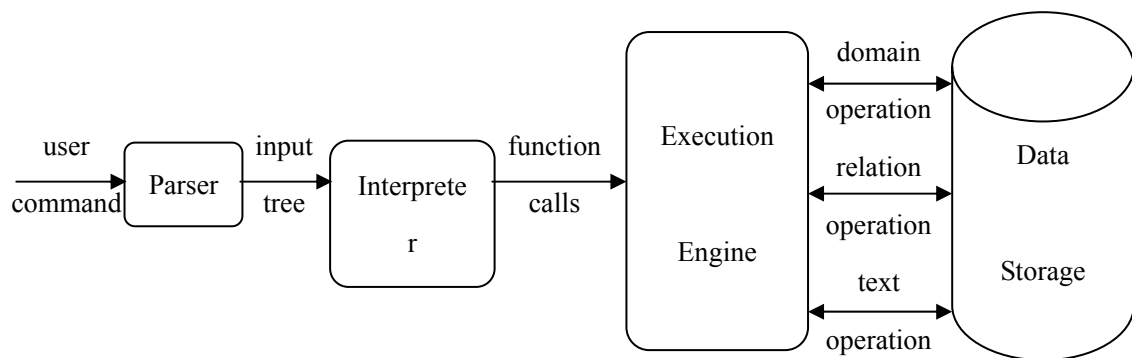 user
command
Parser
input
tree
Interprete
r
function
calls
Execution
Engine
domain
operation
relation
operation
text
operation
Data
Storage